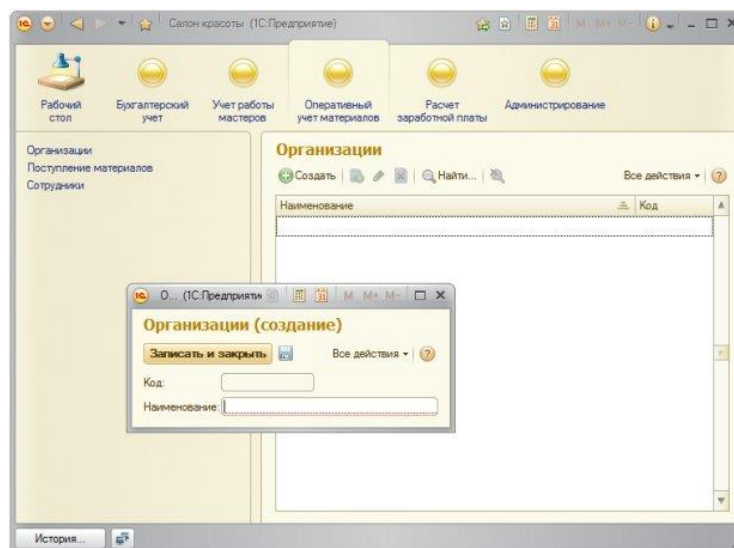 Салон красоты (1С:Предприятие)
M M+ M-
Рабочий
стол
Бухгалтерский
учет
Учет работы
мастеров
Оперативный
учет материалов
Расчет
заработной платы
Администрирование
Организации
Поступление материалов
Сотрудники
Организации
Создать Найти... Все действия
Наименование Код
О... (1С:Предприяти M M+ M-
Организации (создание)
Записать и закрыть Все действия
Код:
Наименование:
История...